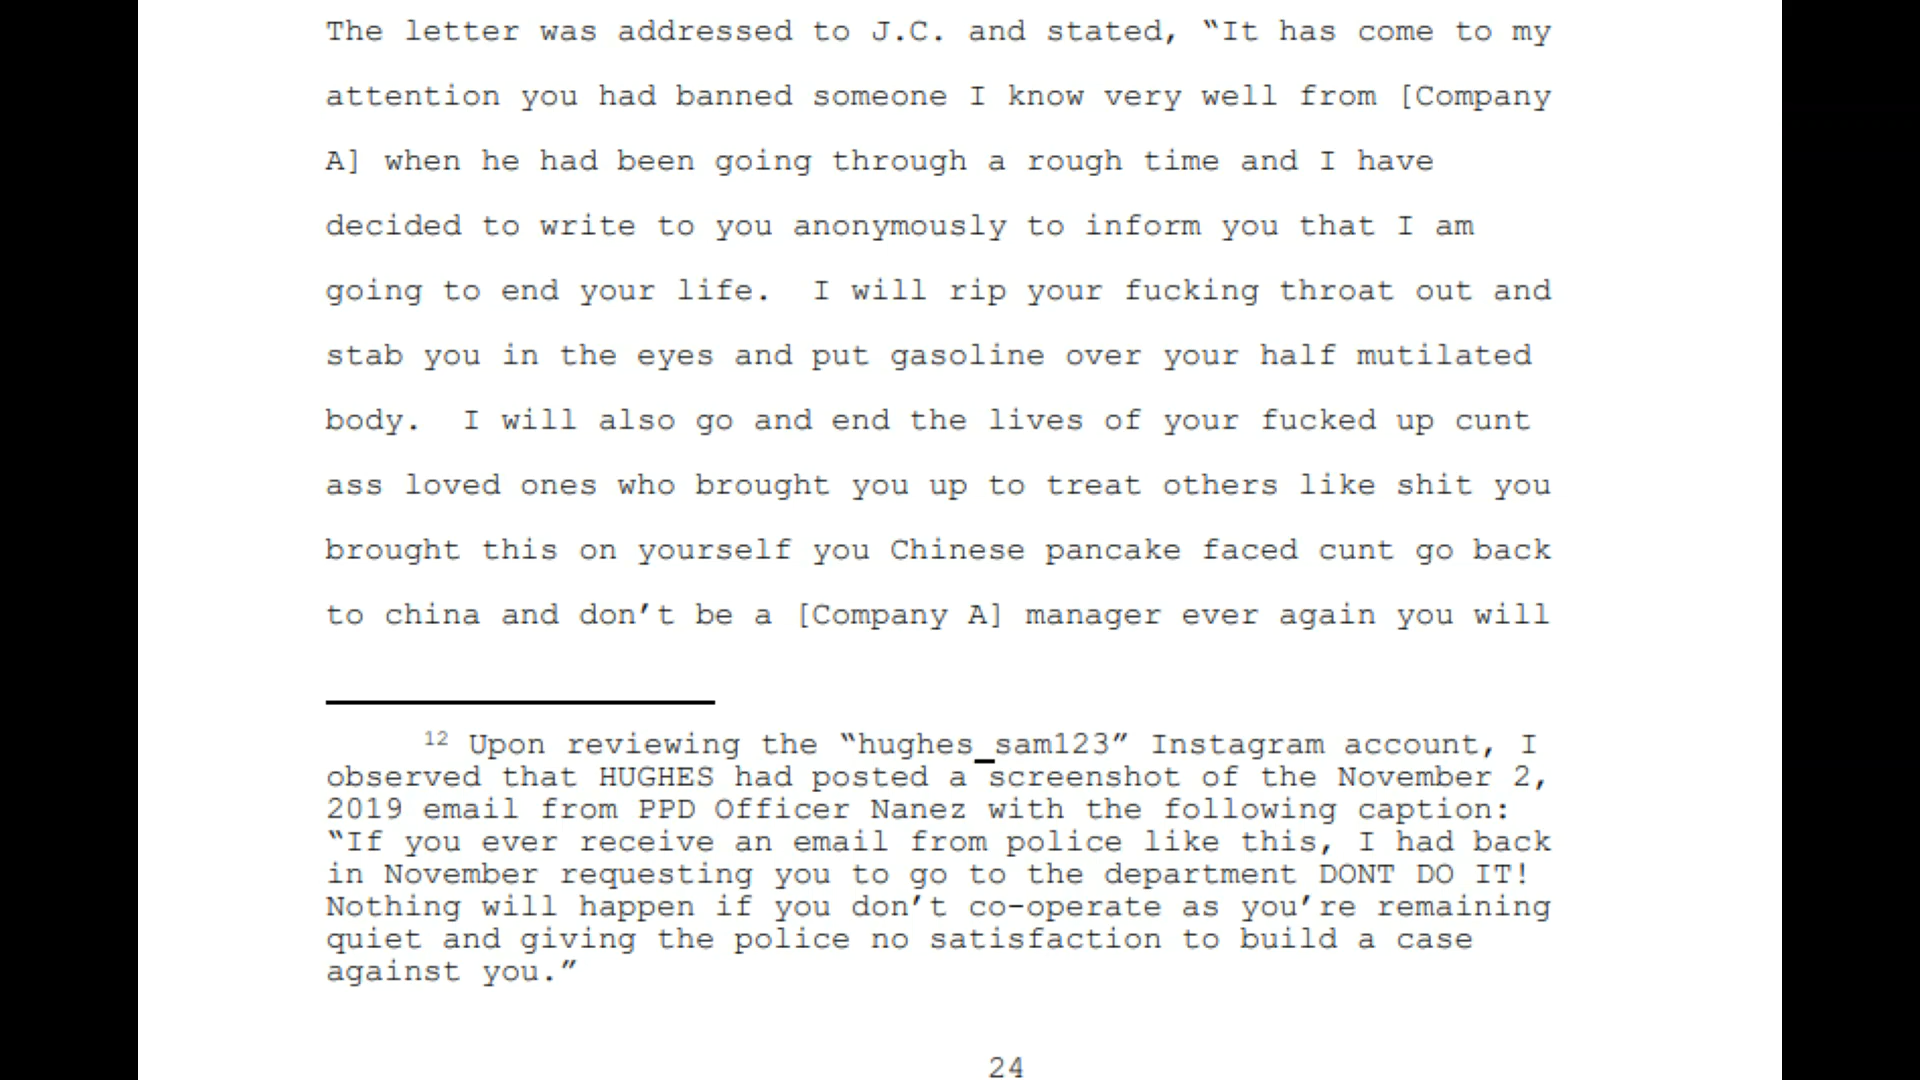 The letter was addressed to J.C. and stated, “It has come to my
attention you had banned someone I know very well from [Company
A] when he had been going through a rough time and I have
decided to write to you anonymously to inform you that I am
going to end your life.  I will rip your fucking throat out and
stab you in the eyes and put gasoline over your half mutilated
body.  I will also go and end the lives of your fucked up cunt
ass loved ones who brought you up to treat others like shit you
brought this on yourself you Chinese pancake faced cunt go back
to china and don’t be a [Company A] manager ever again you will
12 Upon reviewing the “hughes_sam123” Instagram account, I
observed that HUGHES had posted a screenshot of the November 2,
2019 email from PPD Officer Nanez with the following caption:
“If you ever receive an email from police like this, I had back
in November requesting you to go to the department DONT DO IT!
Nothing will happen if you don’t co-operate as you’re remaining
quiet and giving the police no satisfaction to build a case
against you.”
24